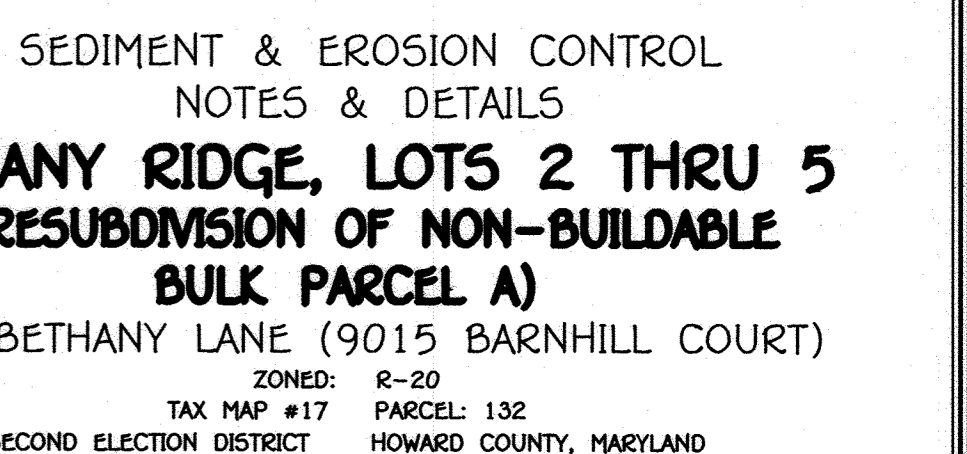 SEDIMENT & EROSION CONTROL
NOTES & DETAILS
ANY RIDGE, LOTS 2 THRU 5
RESUBDIVISION OF NON-BUILDABLE
BULK PARCEL A)
BETHANY LANE (9015 BARNHILL COURT)
ZONED: R-20
TAX MAP #17 PARCEL: 132
SECOND ELECTION DISTRICT HOWARD COUNTY, MARYLAND